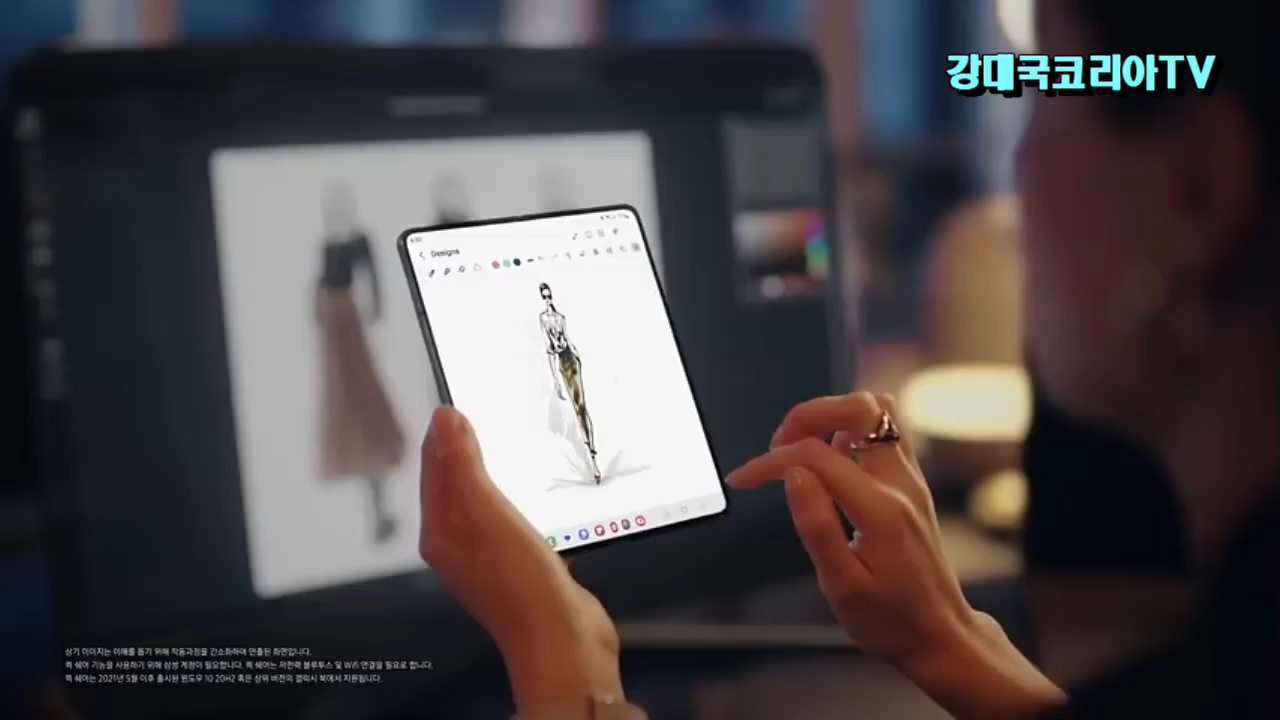 강대국코리아TV
Designs
상기 이미지는 이해를 돕기 위해 작동과정을 간소화하여 연출된 화면입니다.
퀵 쉐어 기능을 사용하기 위해 삼성 계정이 필요합니다. 퀵 쉐어는 저전력 블루투스 및 Wifi 연결을 필요로 합니다.
퀵 쉐어는 2021년 5월 이후 출시된 윈도우 10 20H2 혹은 상위 버전의 갤럭시 북에서 지원됩니다.